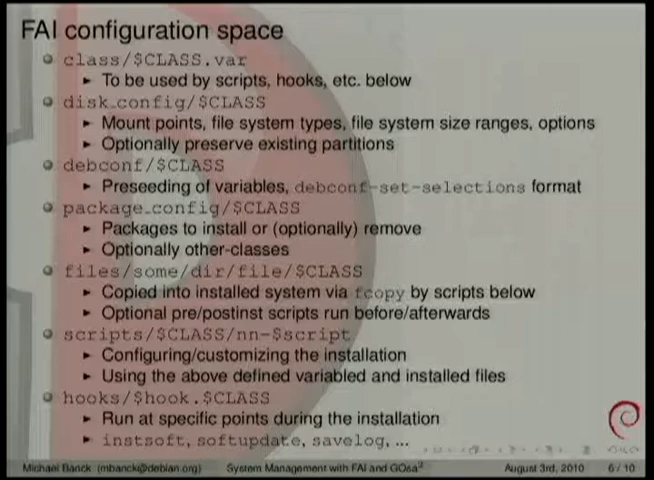 FAI configuration space
class/$CLASS.var
To be used by scripts, hooks, etc. below
disk_config/$CLASS
Mount points, file system types, file system size ranges, options
Optionally preserve existing partitions
debconf/$CLASS
Preseeding of variables, debconf-set-selections format
package_config/$CLASS
Packages to install or (optionally) remove
Optionally other-classes
files/some/dir/file/$CLASS
Copied into installed system via fcopy by scripts below
Optional pre/postinst scripts run before/afterwards
scripts/$CLASS/nn-$script
Configuring/customizing the installation
Using the above defined variabled and installed files
hooks/$hook.$CLASS
Run at specific points during the installation
instsoft, softupdate, savelog, ...
Michael Banck (mbanck@debian.org) System Management with FAI and GOsa² August 3rd, 2010 6 / 10